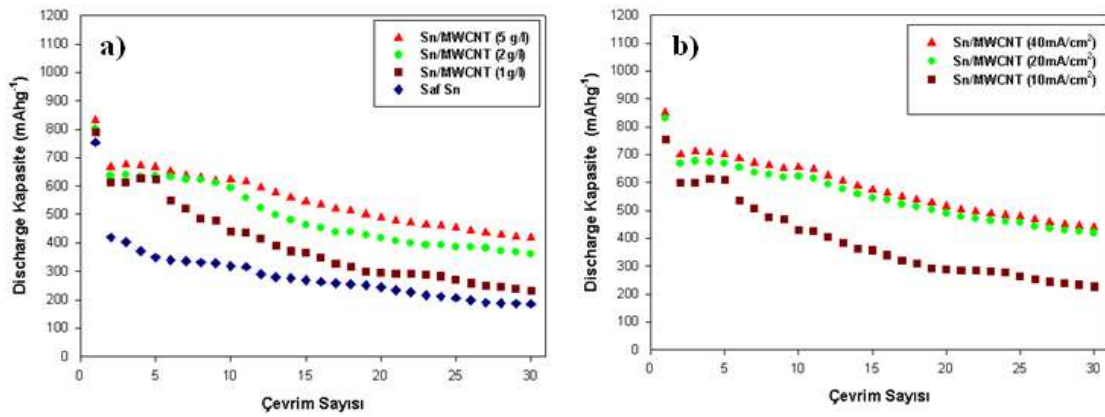 a)
Sn/MWCNT (5 g/l)
Sn/MWCNT (2g/l)
Sn/MWCNT (1g/l)
Saf Sn
Discharge Kapasite (mAhg⁻¹)
1200
1100
1000
900
800
700
600
500
400
300
200
100
0
0 5 10 15 20 25 30
Çevrim Sayısı
b)
Sn/MWCNT (40mA/cm²)
Sn/MWCNT (20mA/cm²)
Sn/MWCNT (10mA/cm²)
Discharge Kapasite (mAhg⁻¹)
1200
1100
1000
900
800
700
600
500
400
300
200
100
0
0 5 10 15 20 25 30
Çevrim Sayısı